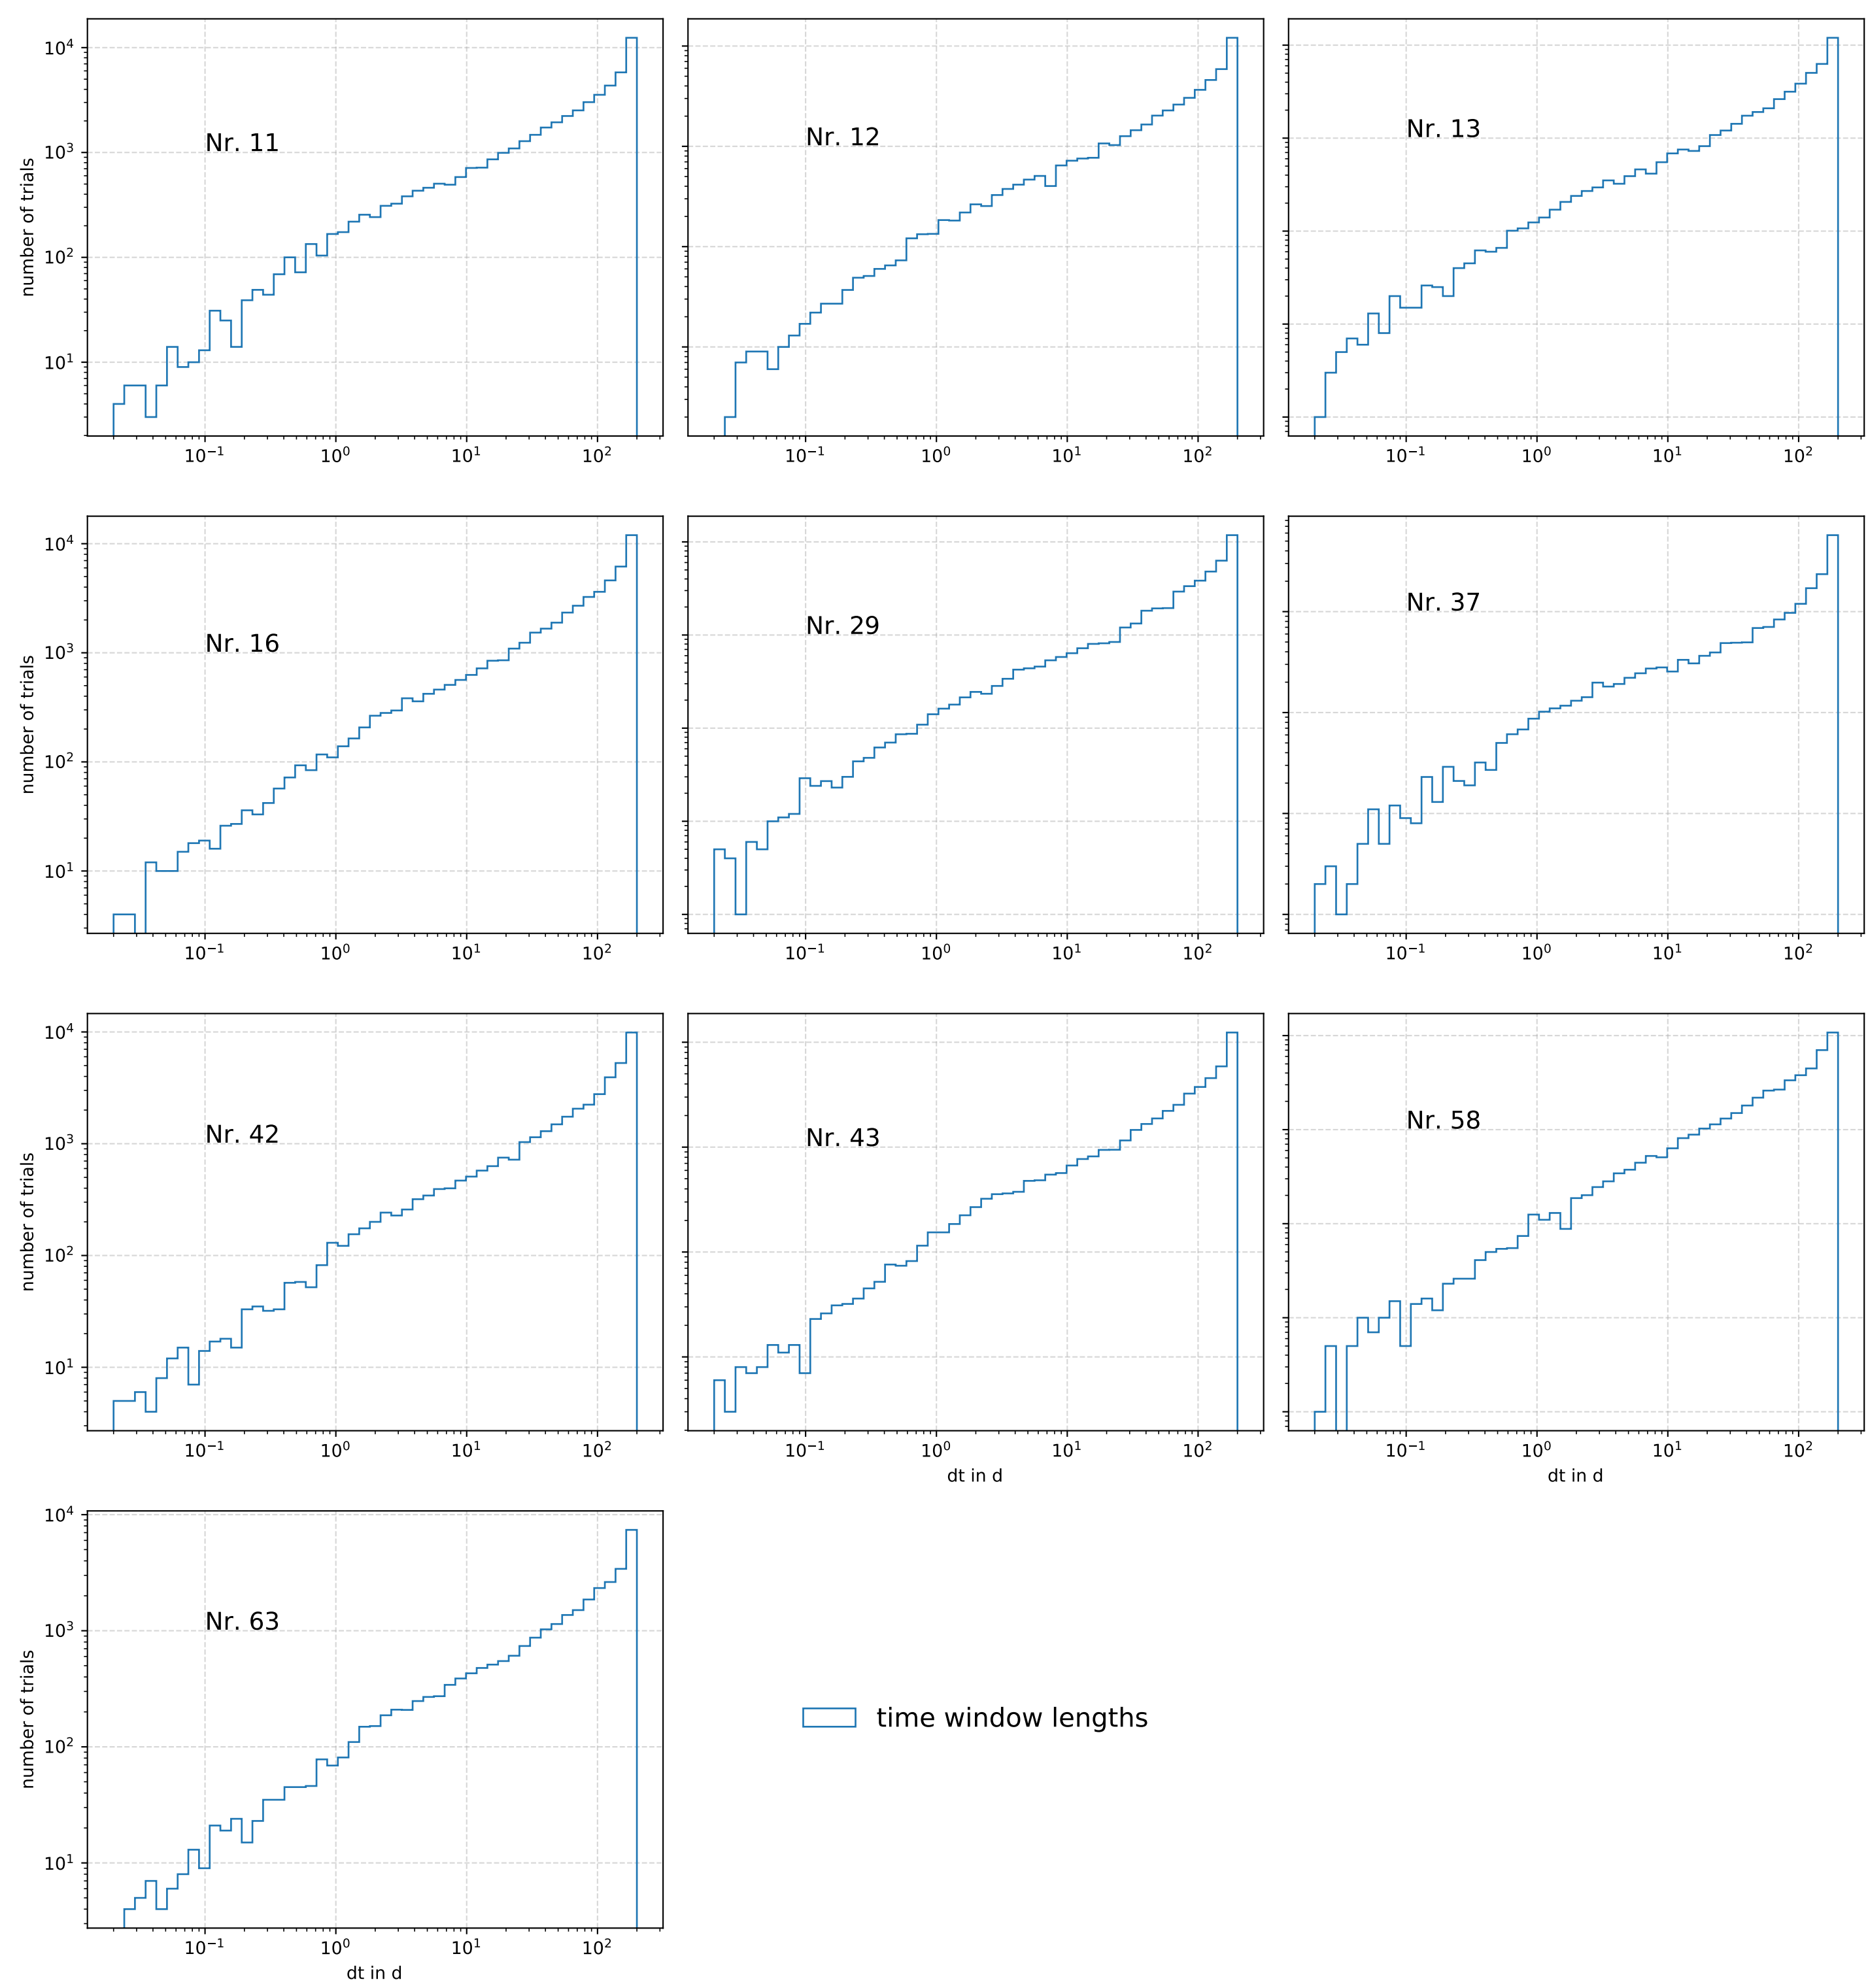 number of trials
10⁴
10³
10²
10¹
Nr. 11
10⁻¹ 10⁰ 10¹ 10²
Nr. 12
10⁻¹ 10⁰ 10¹ 10²
Nr. 13
10⁻¹ 10⁰ 10¹ 10²
number of trials
10⁴
10³
10²
10¹
Nr. 16
10⁻¹ 10⁰ 10¹ 10²
Nr. 29
10⁻¹ 10⁰ 10¹ 10²
Nr. 37
10⁻¹ 10⁰ 10¹ 10²
number of trials
10⁴
10³
10²
10¹
Nr. 42
10⁻¹ 10⁰ 10¹ 10²
Nr. 43
10⁻¹ 10⁰ 10¹ 10²
dt in d
Nr. 58
10⁻¹ 10⁰ 10¹ 10²
dt in d
number of trials
10⁴
10³
10²
10¹
Nr. 63
10⁻¹ 10⁰ 10¹ 10²
dt in d
time window lengths